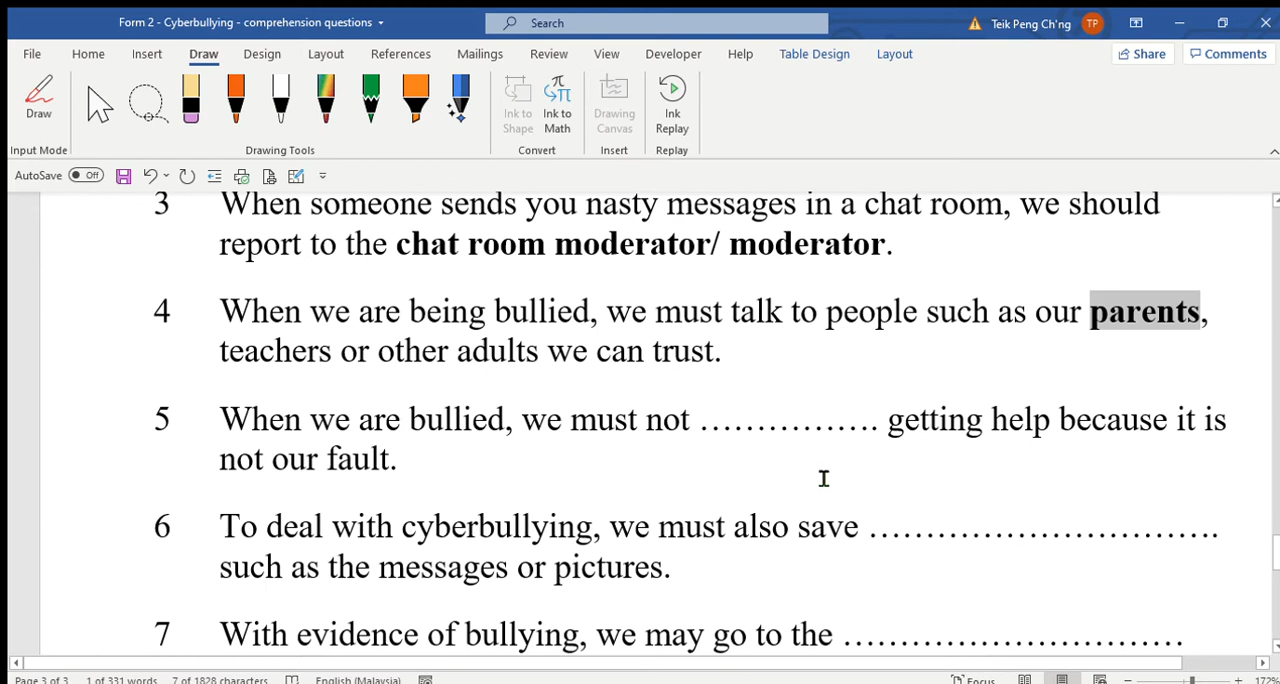 Form 2 - Cyberbullying - comprehension questions
Search
Teik Peng Ch'ng
TP
File Home Insert Draw Design Layout References Mailings Review View Developer Help Table Design Layout
Share
Comments
Draw
Ink to Shape
Ink to Math
Drawing Canvas
Ink Replay
Input Mode
Drawing Tools
Convert
Insert
Replay
AutoSave Off
3 When someone sends you nasty messages in a chat room, we should
report to the chat room moderator/ moderator.
4 When we are being bullied, we must talk to people such as our parents,
teachers or other adults we can trust.
5 When we are bullied, we must not ……………. getting help because it is
not our fault.
6 To deal with cyberbullying, we must also save ………………………….
such as the messages or pictures.
7 With evidence of bullying, we may go to the …………………………
Page 3 of 3 1 of 331 words 7 of 1828 characters English (Malaysia) Focus 172%